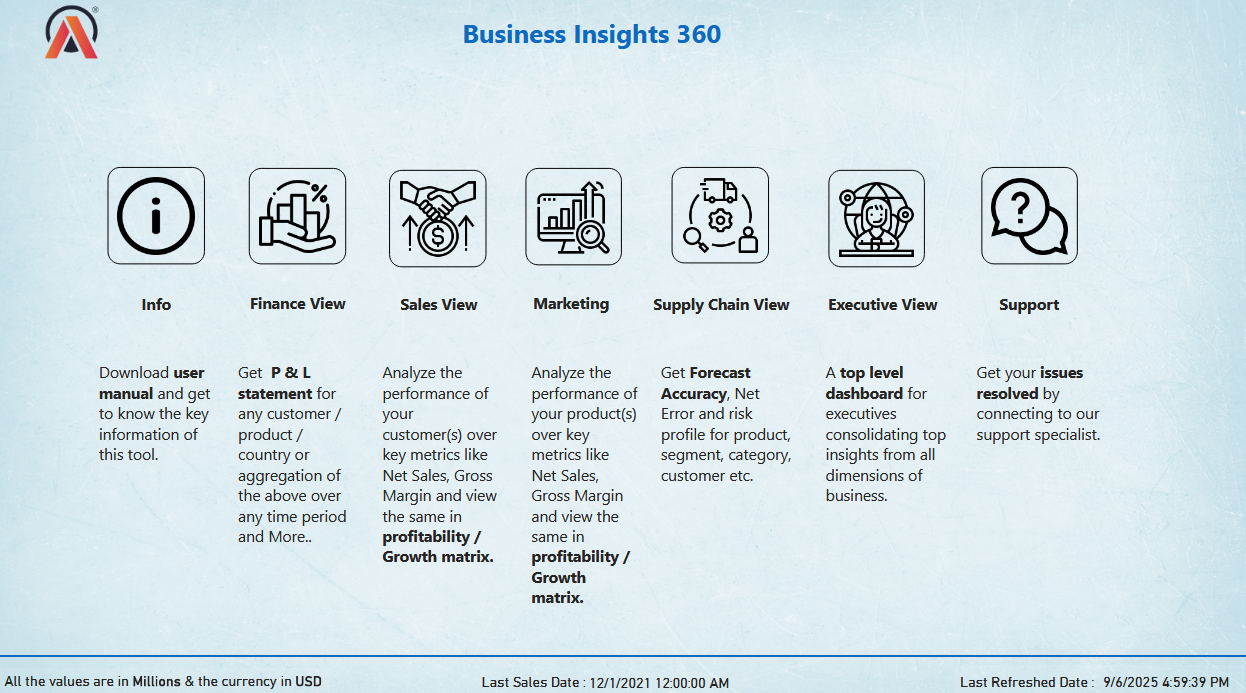 ®
Business Insights 360
Info
Finance View
Sales View
Marketing
Supply Chain View
Executive View
Support
Download user
manual and get
to know the key
information of
this tool.
Get P & L
statement for
any customer /
product /
country or
aggregation of
the above over
any time period
and More..
Analyze the
performance of
your
customer(s) over
key metrics like
Net Sales, Gross
Margin and view
the same in
profitability /
Growth matrix.
Analyze the
performance of
your product(s)
over key
metrics like
Net Sales,
Gross Margin
and view the
same in
profitability /
Growth
matrix.
Get Forecast
Accuracy, Net
Error and risk
profile for product,
segment, category,
customer etc.
A top level
dashboard for
executives
consolidating top
insights from all
dimensions of
business.
Get your issues
resolved by
connecting to our
support specialist.
All the values are in Millions & the currency in USD
Last Sales Date : 12/1/2021 12:00:00 AM
Last Refreshed Date : 9/6/2025 4:59:39 PM